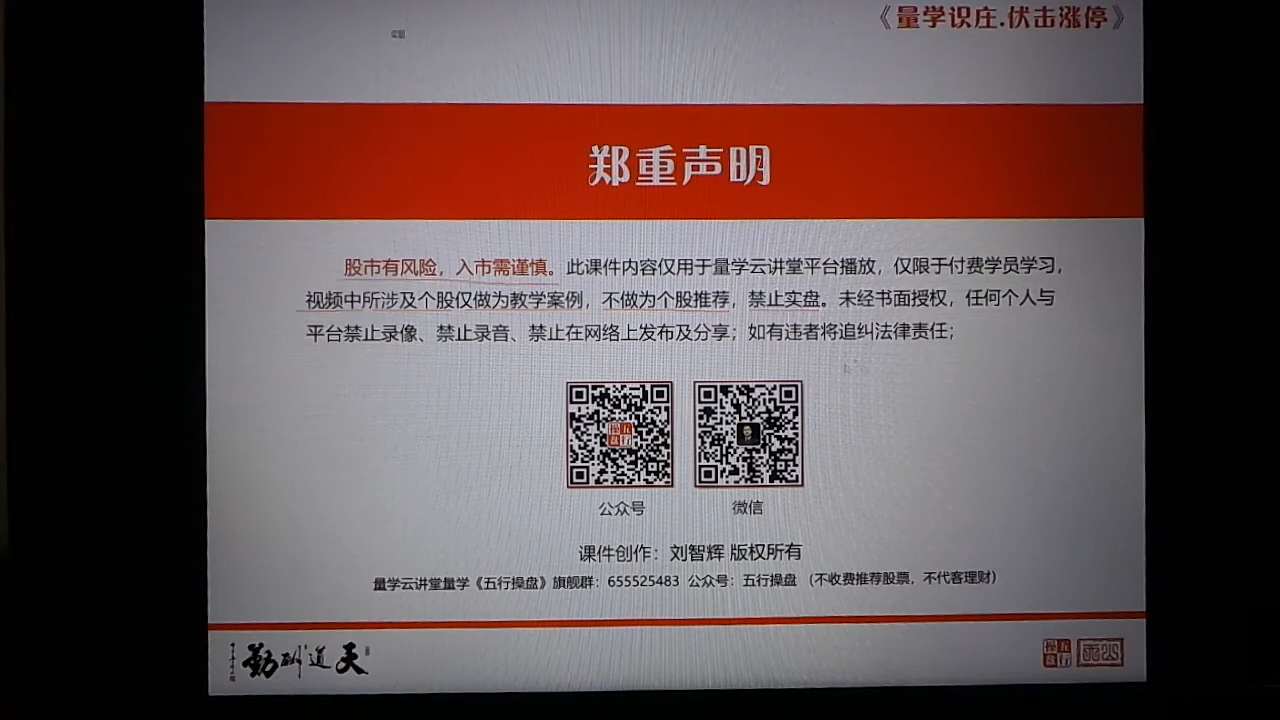 《量学识庄.伏击涨停》
郑重声明
股市有风险，入市需谨慎。此课件内容仅用于量学云讲堂平台播放，仅限于付费学员学习，
视频中所涉及个股仅做为教学案例，不做为个股推荐，禁止实盘。未经书面授权，任何个人与
平台禁止录像、禁止录音、禁止在网络上发布及分享；如有违者将追纠法律责任；
五行操盘
公众号
微信
课件创作：刘智辉 版权所有
量学云讲堂量学《五行操盘》旗舰群：655525483 公众号：五行操盘 （不收费推荐股票，不代客理财）
天道酬勤
五行操盘